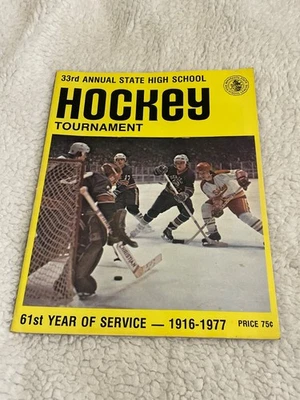 33rd ANNUAL STATE HIGH SCHOOL
HOCKEY
TOURNAMENT
61st YEAR OF SERVICE — 1916-1977 PRICE 75¢